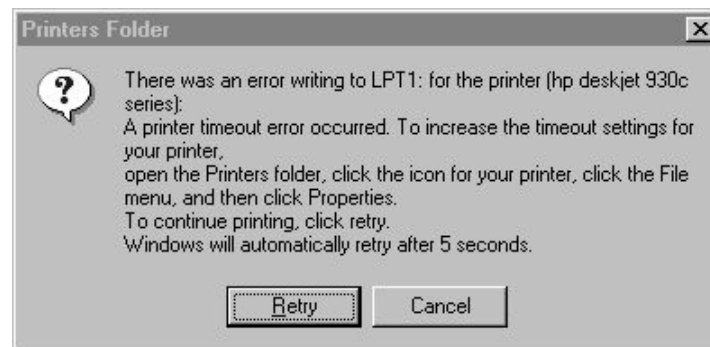 Printers Folder
There was an error writing to LPT1: for the printer (hp deskjet 930c
series):
A printer timeout error occurred. To increase the timeout settings for
your printer,
open the Printers folder, click the icon for your printer, click the File
menu, and then click Properties.
To continue printing, click retry.
Windows will automatically retry after 5 seconds.
Retry Cancel